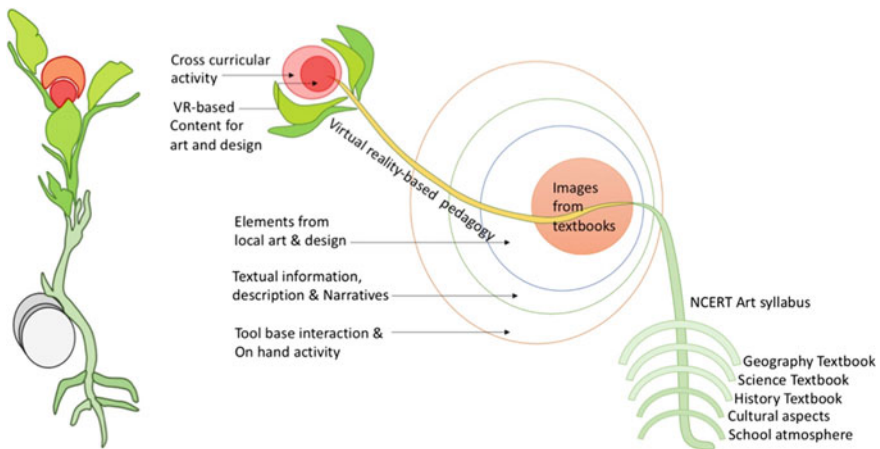 Cross curricular
activity
VR-based
Content for
art and design
Virtual reality-based pedagogy
Images
from
textbooks
Elements from
local art & design
Textual information,
description & Narratives
Tool base interaction &
On hand activity
NCERT Art syllabus
Geography Textbook
Science Textbook
History Textbook
Cultural aspects
School atmosphere